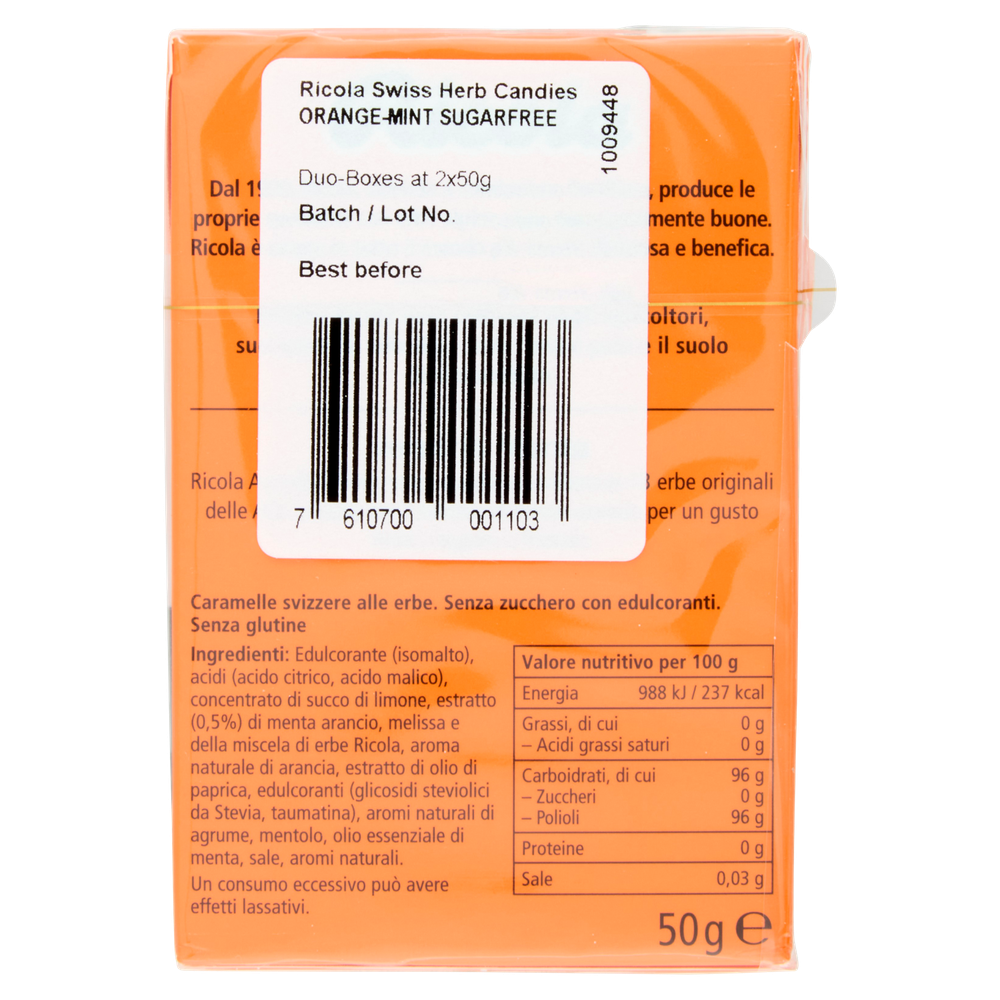 Ricola Swiss Herb Candies
ORANGE-MINT SUGARFREE
1009448
Duo-Boxes at 2x50g
Batch / Lot No.
Best before
7 610700 001103
Dal 19 , produce le
proprie mente buone.
Ricola è sa e benefica.
coltori,
su e il suolo
Ricola A 3 erbe originali
delle A per un gusto
Caramelle svizzere alle erbe. Senza zucchero con edulcoranti.
Senza glutine
Ingredienti: Edulcorante (isomalto),
acidi (acido citrico, acido malico),
concentrato di succo di limone, estratto
(0,5%) di menta arancio, melissa e
della miscela di erbe Ricola, aroma
naturale di arancia, estratto di olio di
paprica, edulcoranti (glicosidi steviolici
da Stevia, taumatina), aromi naturali di
agrume, mentolo, olio essenziale di
menta, sale, aromi naturali.
Un consumo eccessivo può avere
effetti lassativi.
Valore nutritivo per 100 g
Energia 988 kJ / 237 kcal
Grassi, di cui 0 g
– Acidi grassi saturi 0 g
Carboidrati, di cui 96 g
– Zuccheri 0 g
– Polioli 96 g
Proteine 0 g
Sale 0,03 g
50 g ℮